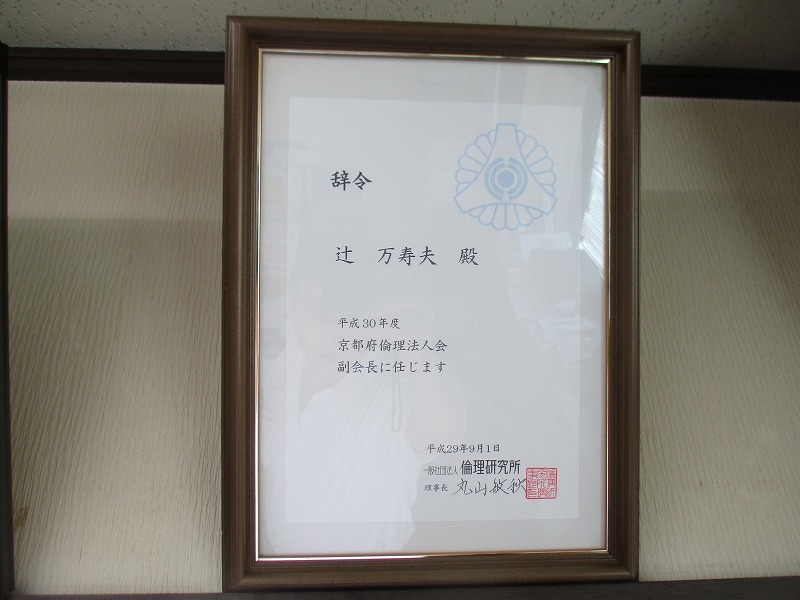 辞令
辻 万寿夫 殿
平成30年度
京都府倫理法人会
副会長に任じます
平成29年9月1日
一般社団法人 倫理研究所
理事長 丸山敏秋